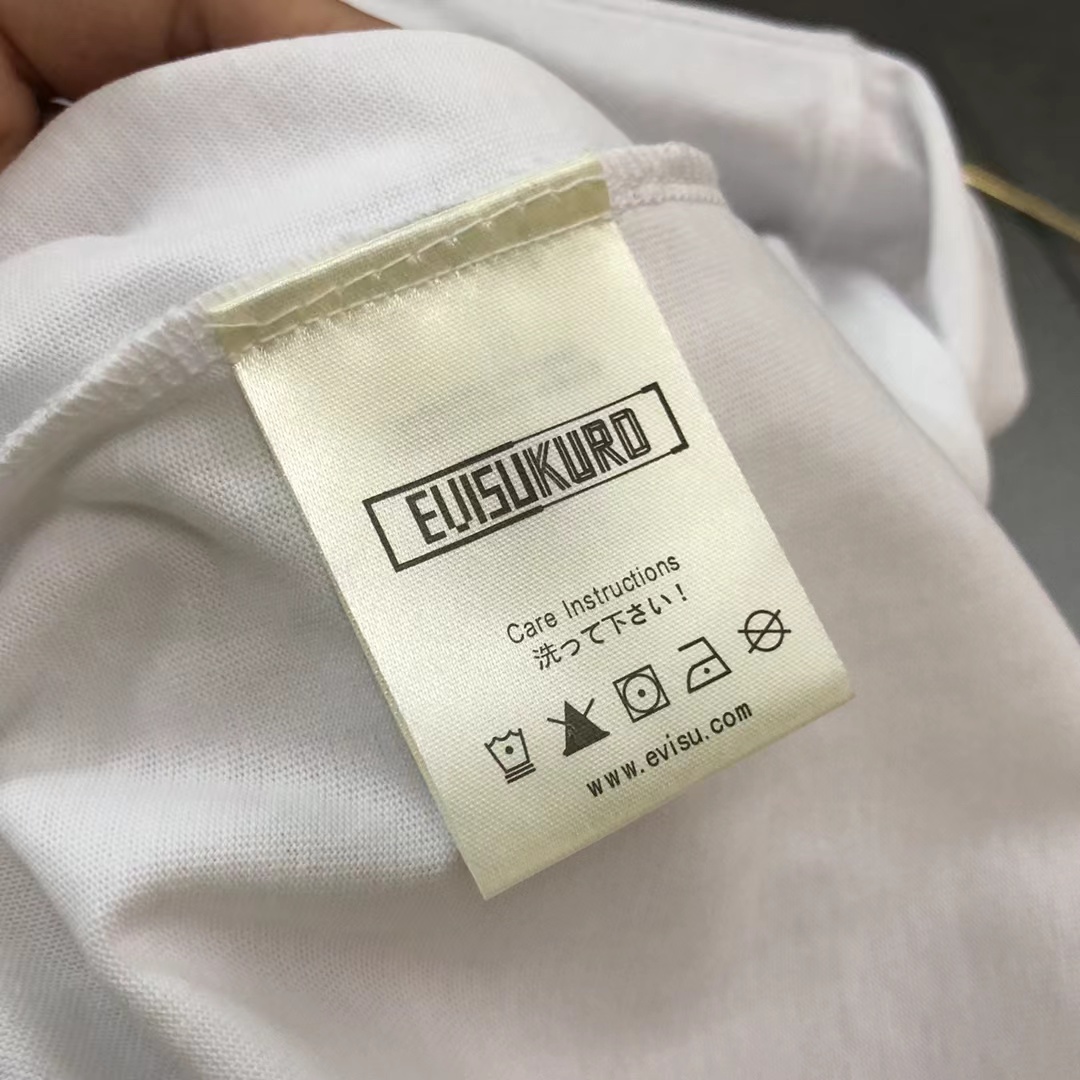 EVISUKURO
Care Instructions
洗って下さい!
www.evisu.com